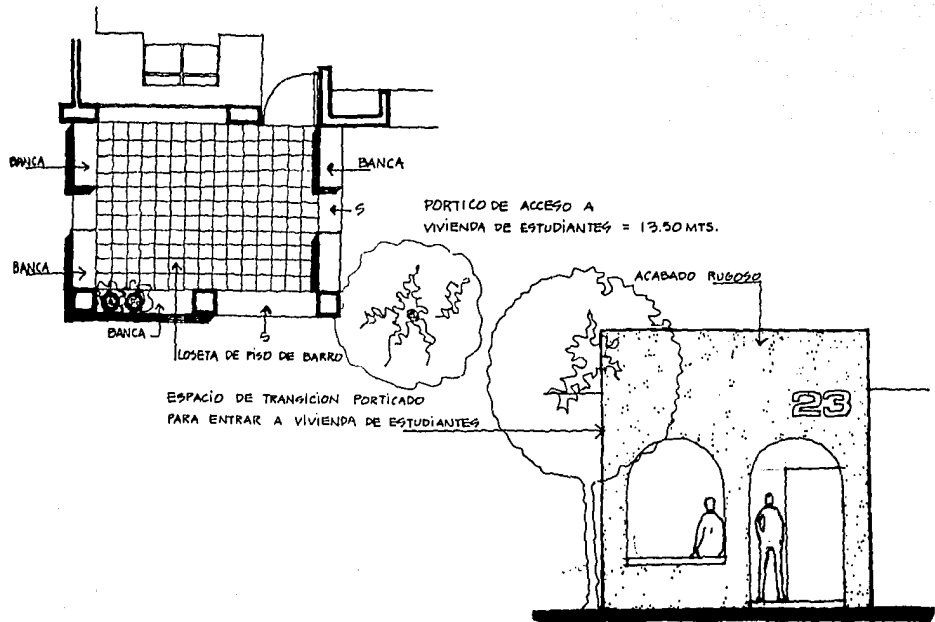 BANCA
BANCA
S
PORTICO DE ACCESO A
VIVIENDA DE ESTUDIANTES = 13.50 MTS.
BANCA
ACABADO RUGOSO
BANCA
S
LOSETA DE PISO DE BARRO
ESPACIO DE TRANSICION PORTICADO
PARA ENTRAR A VIVIENDA DE ESTUDIANTES
23